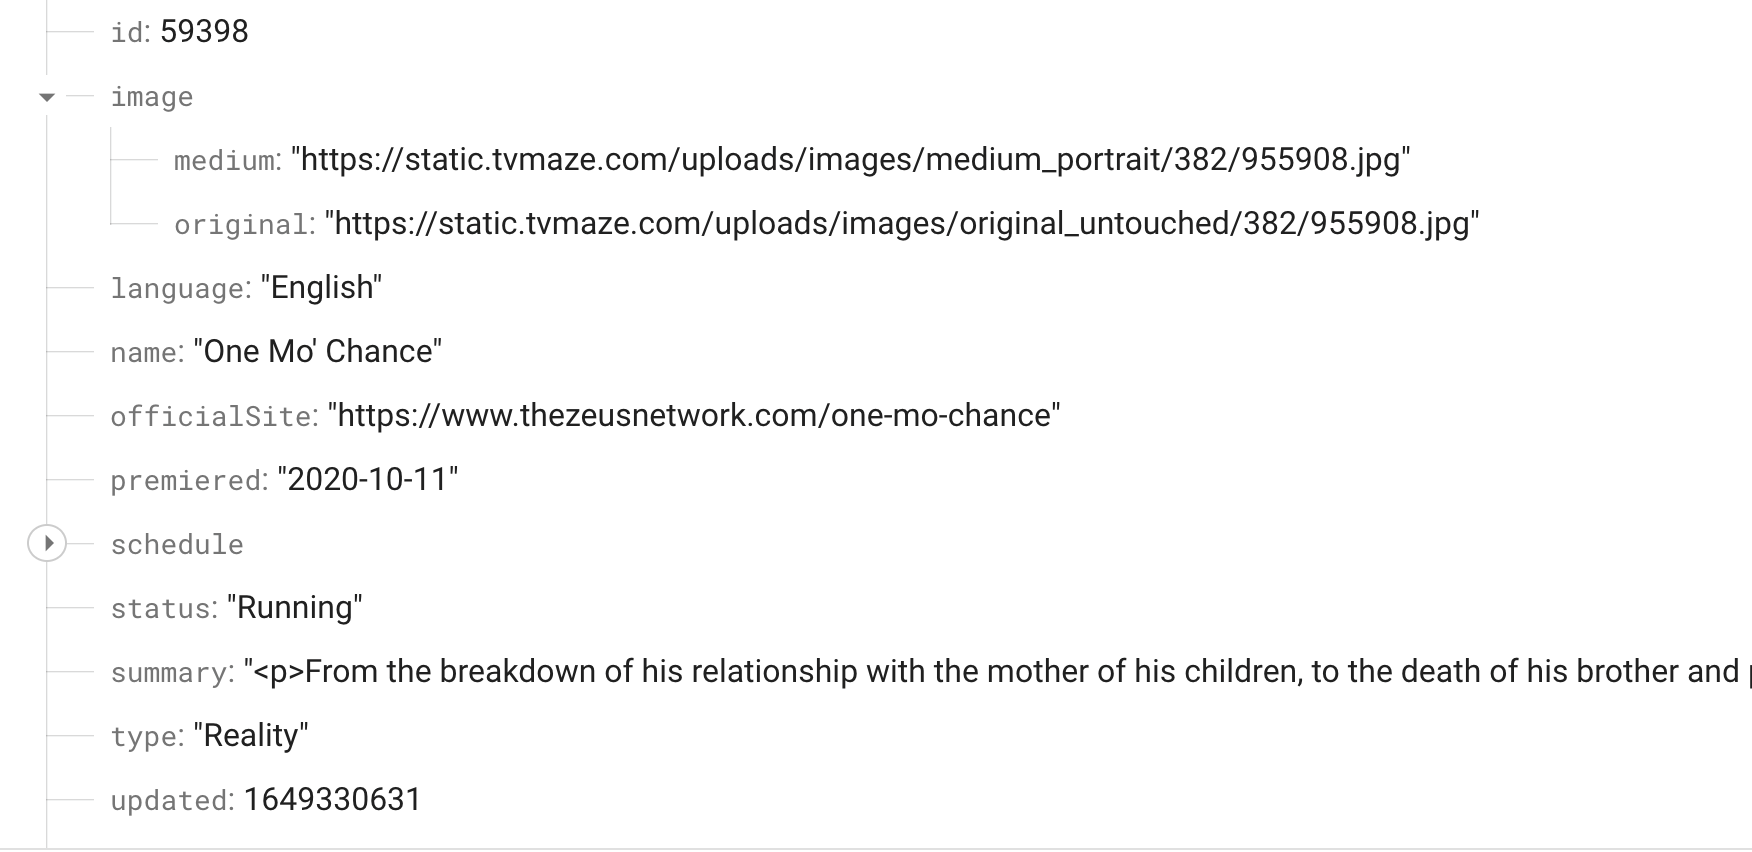 id: 59398
image
medium: "https://static.tvmaze.com/uploads/images/medium_portrait/382/955908.jpg"
original: "https://static.tvmaze.com/uploads/images/original_untouched/382/955908.jpg"
language: "English"
name: "One Mo' Chance"
officialSite: "https://www.thezeusnetwork.com/one-mo-chance"
premiered: "2020-10-11"
schedule
status: "Running"
summary: "<p>From the breakdown of his relationship with the mother of his children, to the death of his brother and
type: "Reality"
updated: 1649330631